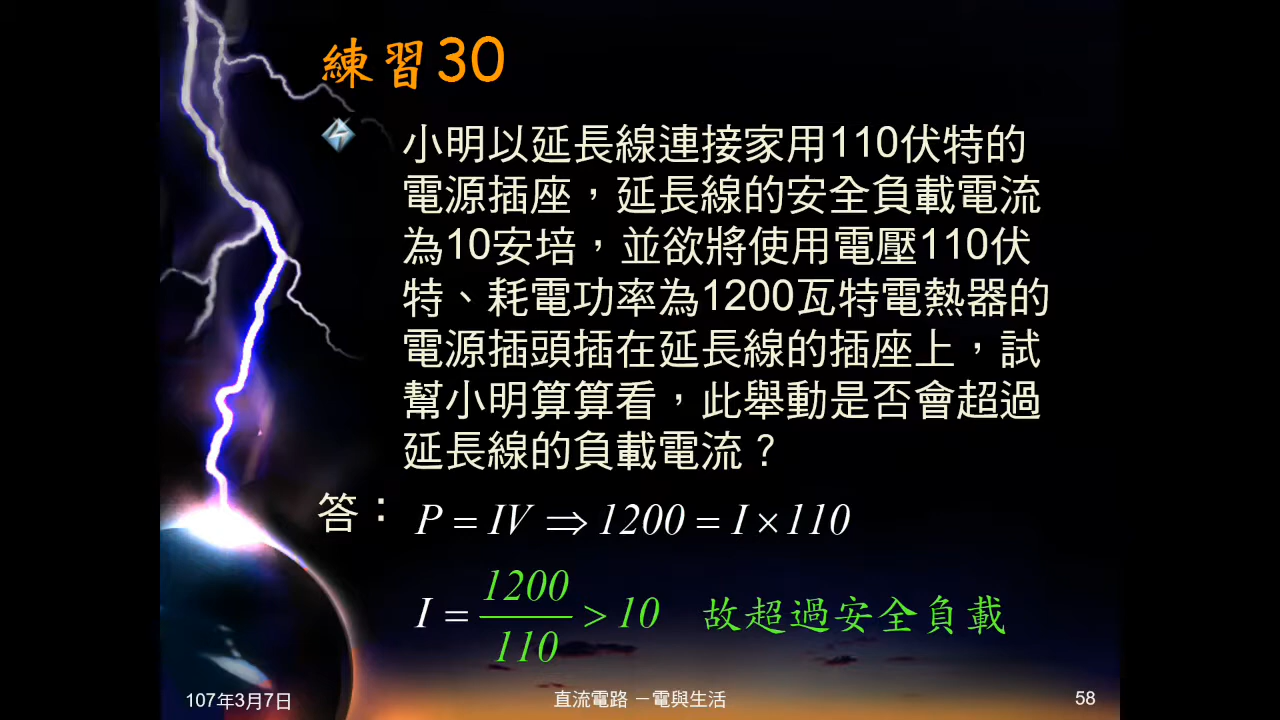 練習30
小明以延長線連接家用110伏特的
電源插座，延長線的安全負載電流
為10安培，並欲將使用電壓110伏
特、耗電功率為1200瓦特電熱器的
電源插頭插在延長線的插座上，試
幫小明算算看，此舉動是否會超過
延長線的負載電流？
答： P = IV ⇒ 1200 = I × 110
I = 1200/110 > 10 故超過安全負載
107年3月7日 直流電路 －電與生活 58